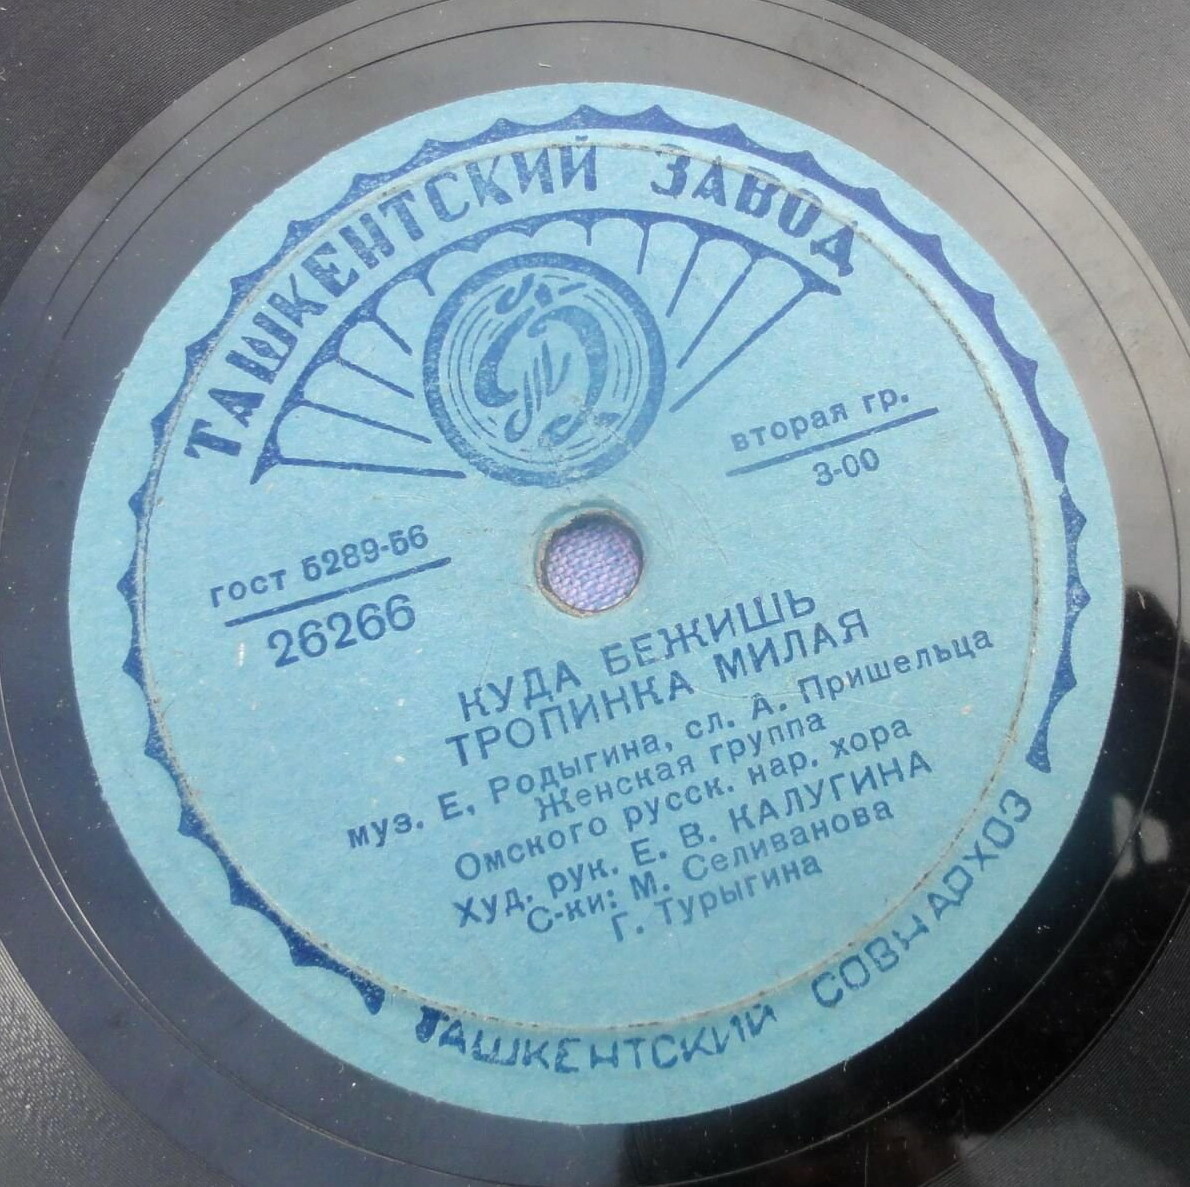 ТАШКЕНТСКИЙ ЗАВОД
вторая гр.
3-00
гост 5289-56
26266
КУДА БЕЖИШЬ
ТРОПИНКА МИЛАЯ
муз. Е. Родыгина, сл. А. Пришельца
Женская группа
Омского русск. нар. хора
Худ. рук. Е. В. КАЛУГИНА
С-ки: М. Селиванова
Г. Турыгина
ТАШКЕНТСКИЙ СОВНАРХОЗ